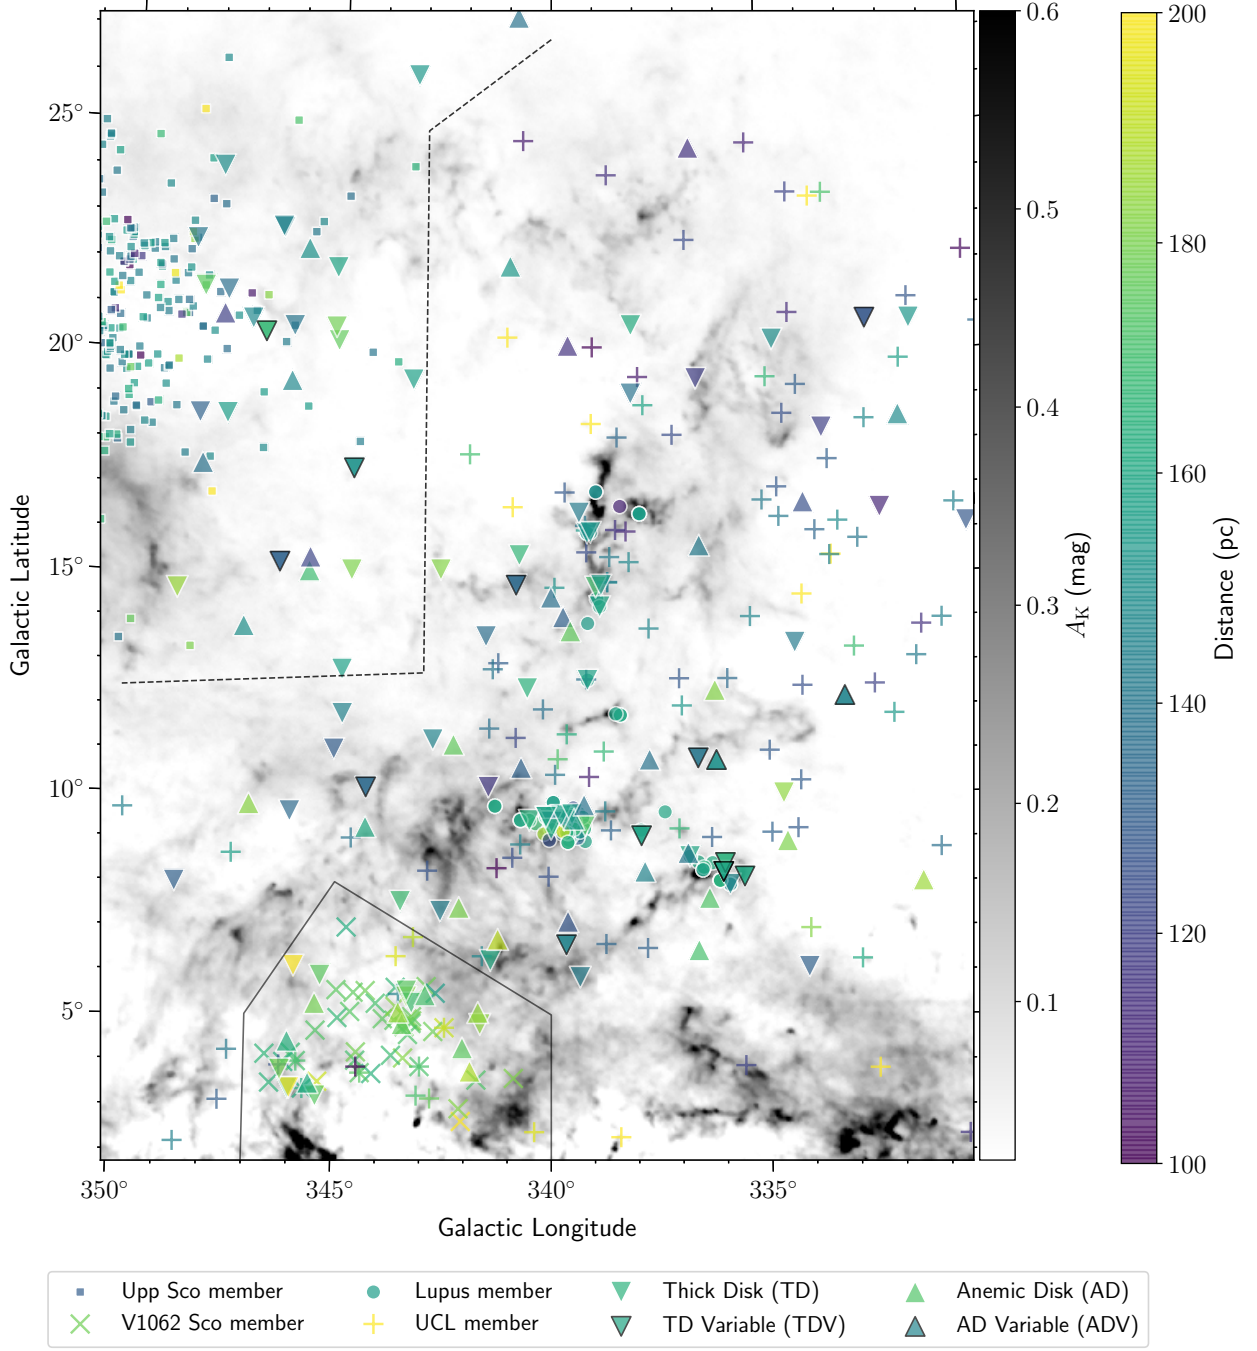 25°
20°
15°
10°
5°
Galactic Latitude
350°
345°
340°
335°
Galactic Longitude
0.6
0.5
0.4
0.3
0.2
0.1
A_K (mag)
200
180
160
140
120
100
Distance (pc)
Upp Sco member
Lupus member
Thick Disk (TD)
Anemic Disk (AD)
V1062 Sco member
UCL member
TD Variable (TDV)
AD Variable (ADV)